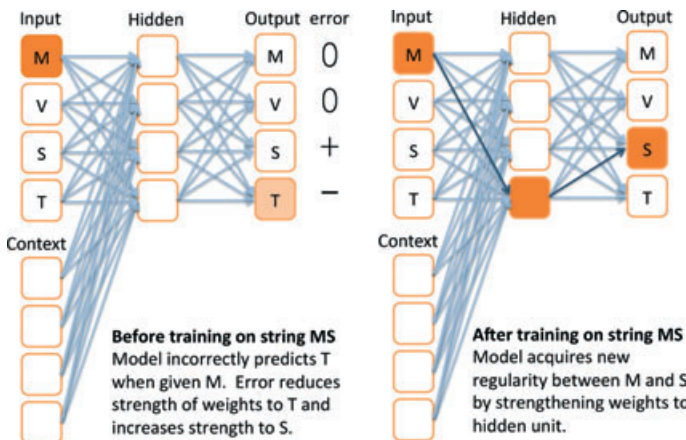 Input Hidden Output error
M M 0
V V 0
S S +
T T −
Context
Before training on string MS
Model incorrectly predicts T
when given M. Error reduces
strength of weights to T and
increases strength to S.
Input Hidden Output
M M
V V
S S
T T
Context
After training on string MS
Model acquires new
regularity between M and S
by strengthening weights to
hidden unit.